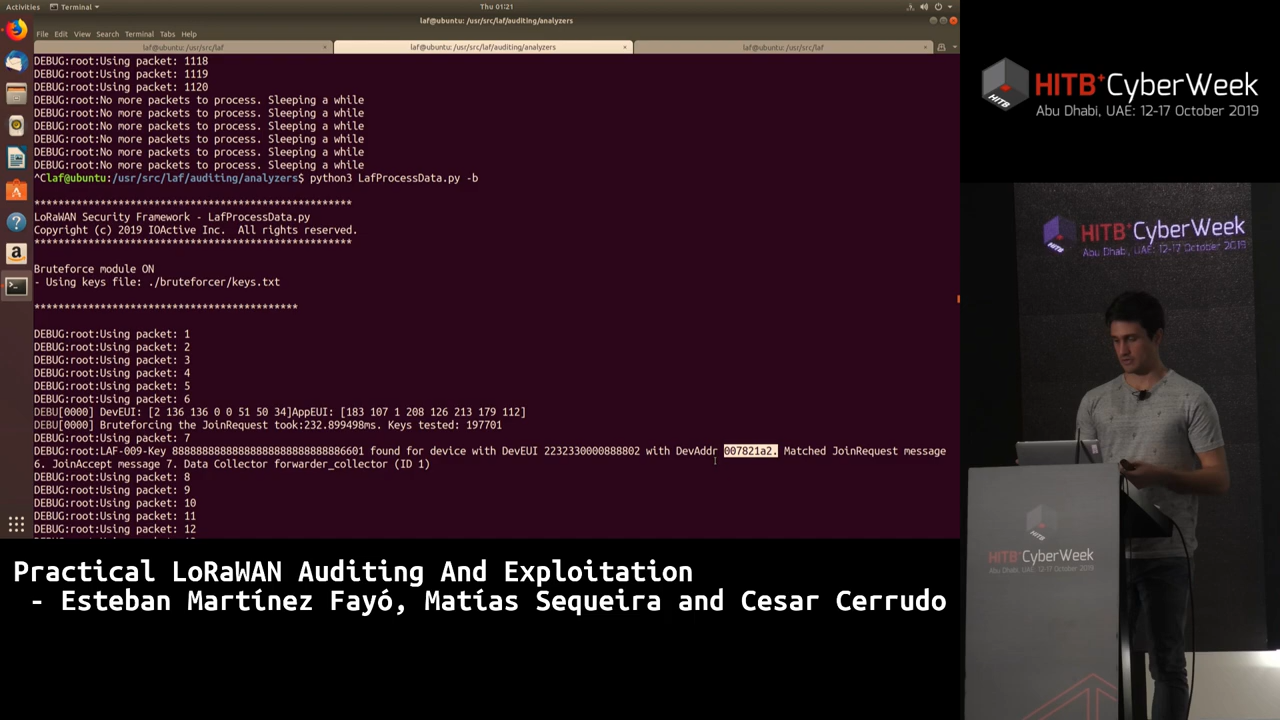 Activities
Terminal
Thu 01:21
laf@ubuntu: /usr/src/laf/auditing/analyzers
File Edit View Search Terminal Tabs Help
laf@ubuntu: /usr/src/laf
laf@ubuntu: /usr/src/laf/auditing/analyzers
laf@ubuntu: /usr/src/laf
DEBUG:root:Using packet: 1118
DEBUG:root:Using packet: 1119
DEBUG:root:Using packet: 1120
DEBUG:root:No more packets to process. Sleeping a while
DEBUG:root:No more packets to process. Sleeping a while
DEBUG:root:No more packets to process. Sleeping a while
DEBUG:root:No more packets to process. Sleeping a while
DEBUG:root:No more packets to process. Sleeping a while
DEBUG:root:No more packets to process. Sleeping a while
^Claf@ubuntu:/usr/src/laf/auditing/analyzers$ python3 LafProcessData.py -b
*****************************************************
LoRaWAN Security Framework - LafProcessData.py
Copyright (c) 2019 IOActive Inc.  All rights reserved.
*****************************************************
Bruteforce module ON
- Using keys file: ./bruteforcer/keys.txt
********************************************
DEBUG:root:Using packet: 1
DEBUG:root:Using packet: 2
DEBUG:root:Using packet: 3
DEBUG:root:Using packet: 4
DEBUG:root:Using packet: 5
DEBUG:root:Using packet: 6
DEBU[0000] DevEUI: [2 136 136 0 0 51 50 34]AppEUI: [183 107 1 208 126 213 179 112]
DEBU[0000] Bruteforcing the JoinRequest took:232.899498ms. Keys tested: 197701
DEBUG:root:Using packet: 7
DEBUG:root:LAF-009-Key 88888888888888888888888888886601 found for device with DevEUI 2232330000888802 with DevAddr 007821a2. Matched JoinRequest message
6. JoinAccept message 7. Data Collector forwarder_collector (ID 1)
DEBUG:root:Using packet: 8
DEBUG:root:Using packet: 9
DEBUG:root:Using packet: 10
DEBUG:root:Using packet: 11
DEBUG:root:Using packet: 12
HITB
HITB+CyberWeek
Abu Dhabi, UAE: 12-17 October 2019
HITB+CyberWeek
Abu Dhabi, UAE: 12-17 October 2019
HITB+CyberWeek
Practical LoRaWAN Auditing And Exploitation
- Esteban Martínez Fayó, Matías Sequeira and Cesar Cerrudo